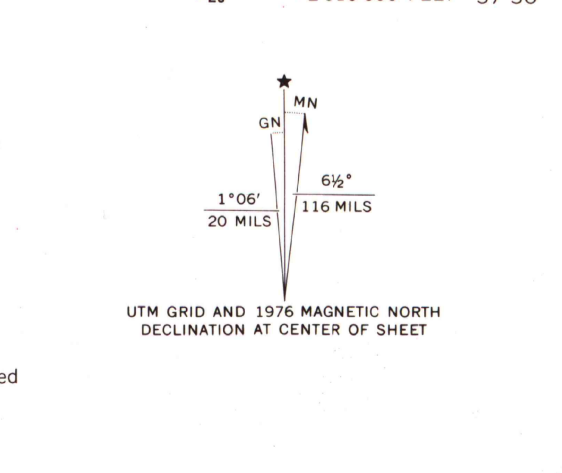 MN
GN
6½°
1°06′
116 MILS
20 MILS
UTM GRID AND 1976 MAGNETIC NORTH
DECLINATION AT CENTER OF SHEET
ed